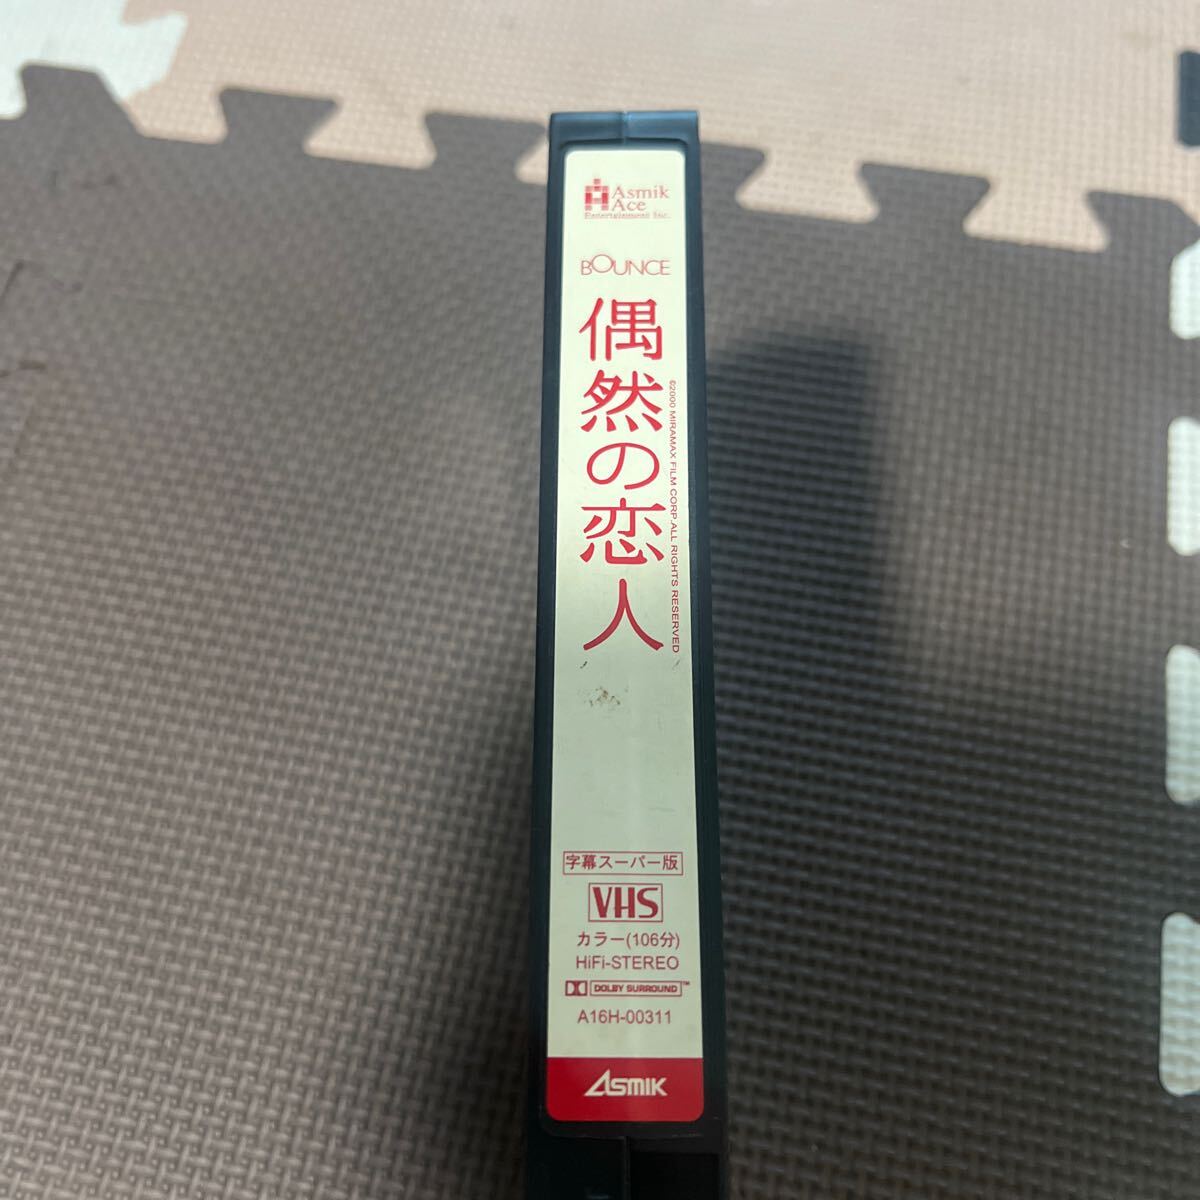 Asmik
Ace
Entertainment Inc.
BOUNCE
偶然の恋人
©2000 MIRAMAX FILM CORP.ALL RIGHTS RESERVED
字幕スーパー版
VHS
カラー(106分)
HiFi-STEREO
DOLBY SURROUND™
A16H-00311
ASMIK